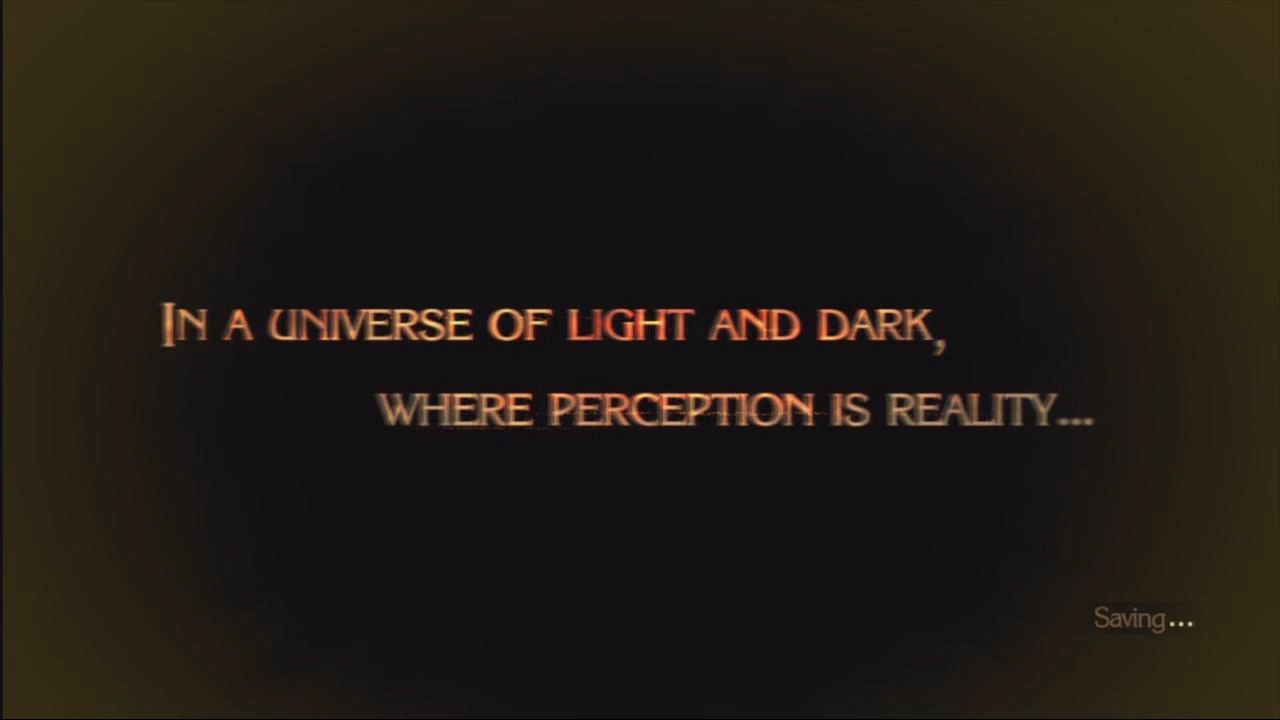 In a universe of light and dark,
where perception is reality...
Saving...